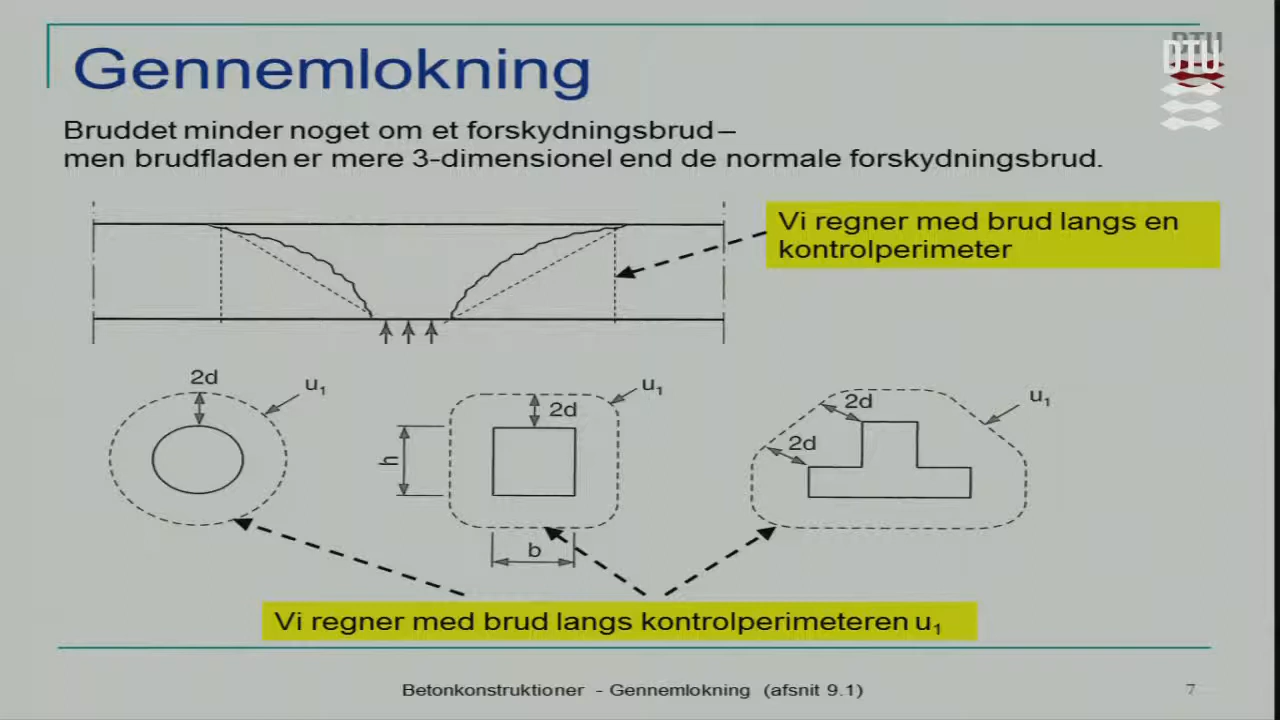 Gennemlokning
DTU
Bruddet minder noget om et forskydningsbrud–
men brudfladen er mere 3-dimensionel end de normale forskydningsbrud.
Vi regner med brud langs en
kontrolperimeter
2d
u1
2d
u1
h
b
2d
2d
u1
Vi regner med brud langs kontrolperimeteren u1
Betonkonstruktioner - Gennemlokning (afsnit 9.1)
7